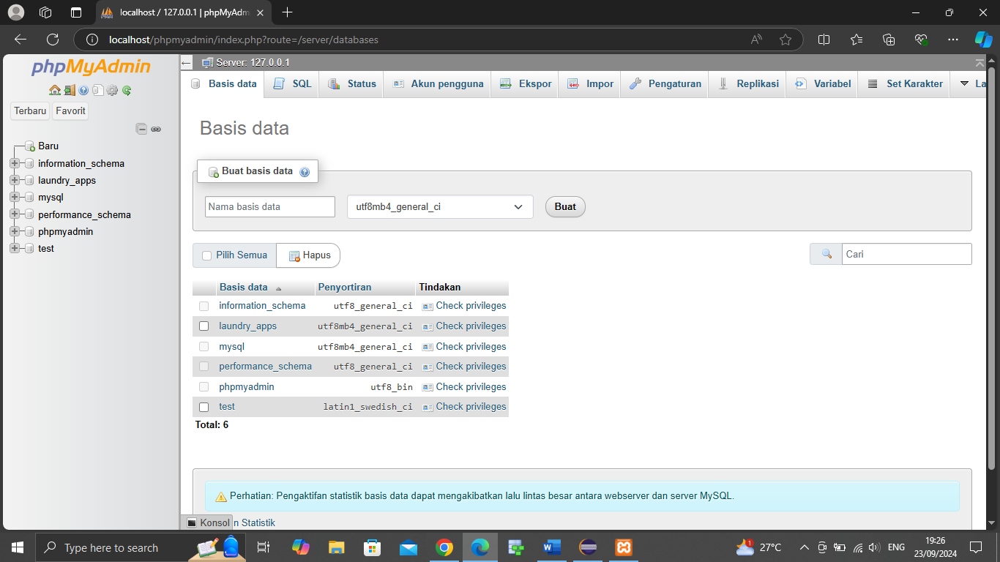 localhost / 127.0.0.1 | phpMyAdm
localhost/phpmyadmin/index.php?route=/server/databases
phpMyAdmin
Terbaru Favorit
Baru
information_schema
laundry_apps
mysql
performance_schema
phpmyadmin
test
Server: 127.0.0.1
Basis data SQL Status Akun pengguna Ekspor Impor Pengaturan Replikasi Variabel Set Karakter La
Basis data
Buat basis data
Nama basis data utf8mb4_general_ci Buat
Pilih Semua Hapus Cari
Basis data Penyortiran Tindakan
information_schema utf8_general_ci Check privileges
laundry_apps utf8mb4_general_ci Check privileges
mysql utf8mb4_general_ci Check privileges
performance_schema utf8_general_ci Check privileges
phpmyadmin utf8_bin Check privileges
test latin1_swedish_ci Check privileges
Total: 6
Perhatian: Pengaktifan statistik basis data dapat mengakibatkan lalu lintas besar antara webserver dan server MySQL.
Konsol n Statistik
Type here to search
1 27°C ENG 19:26
23/09/2024